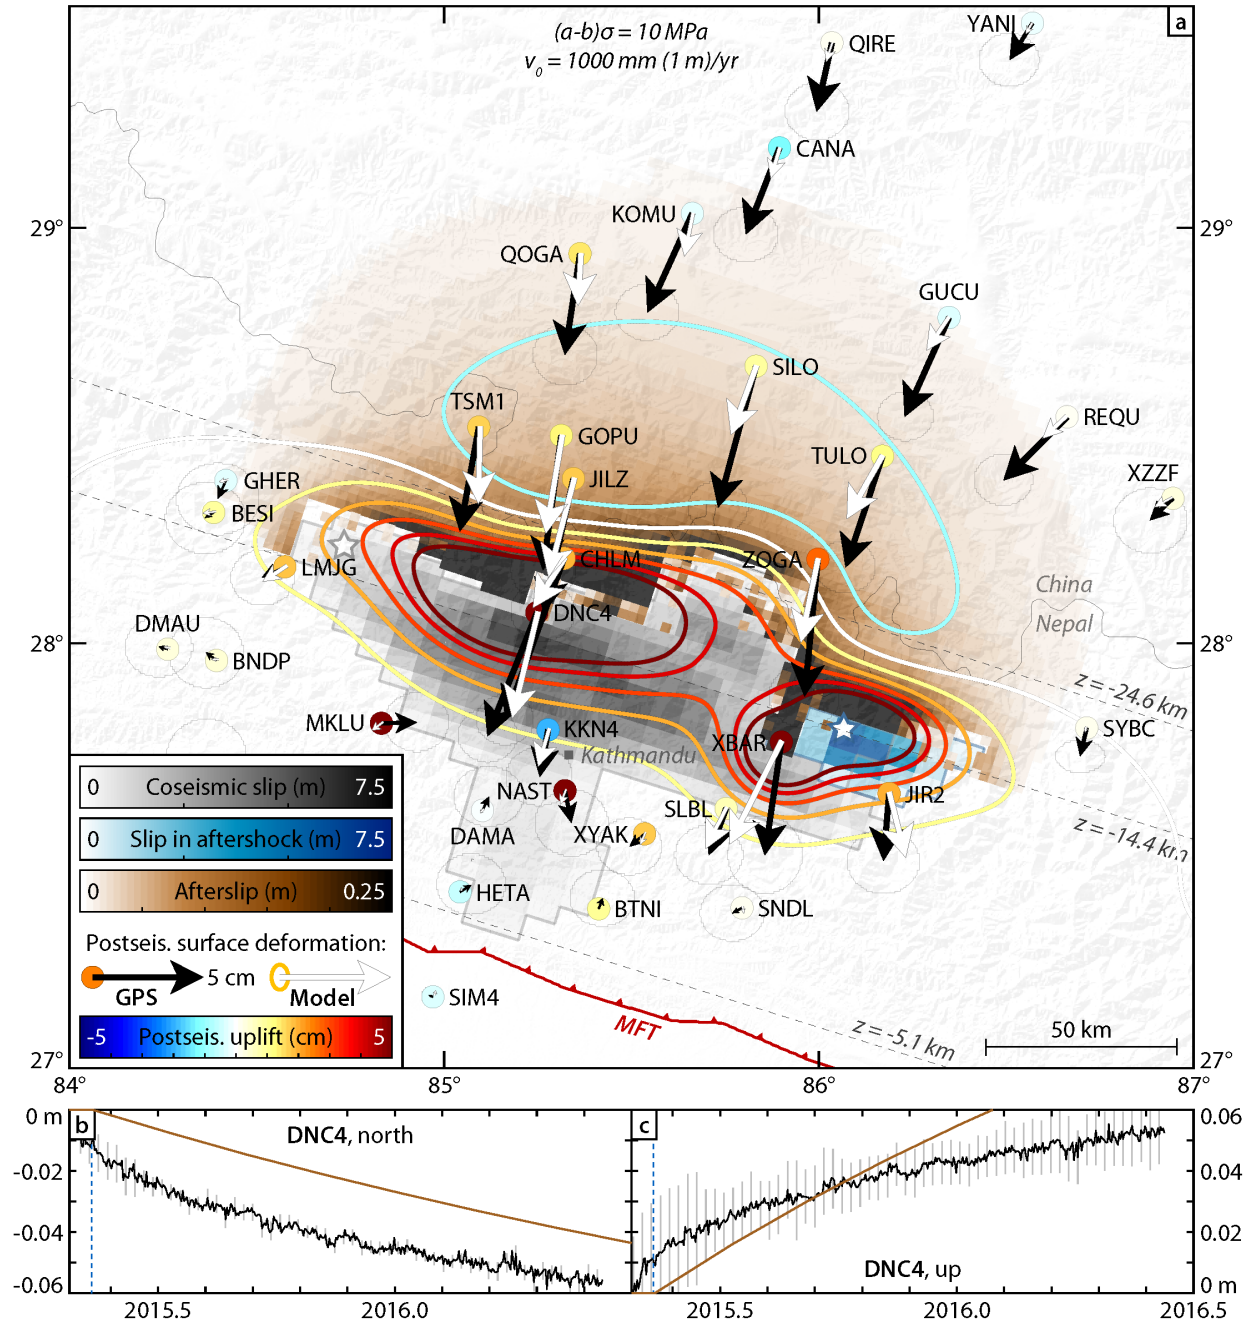 a
(a-b)σ = 10 MPa
v0 = 1000 mm (1 m)/yr
YANJ
QIRE
CANA
KOMU
QOGA
29°
29°
GUCU
SILO
TSM1
GOPU
REQU
TULO
JILZ
XZZF
GHER
BESI
CHLM
ZOGA
LMJG
China
Nepal
DNC4
DMAU
BNDP
28°
28°
z = -24.6 km
MKLU
KKN4
XBAR
SYBC
Kathmandu
NAST
JIR2
SLBL
DAMA
XYAK
z = -14.4 km
HETA
BTNI
SNDL
0 Coseismic slip (m) 7.5
0 Slip in aftershock (m) 7.5
0 Afterslip (m) 0.25
Postseis. surface deformation:
GPS
5 cm
Model
-5 Postseis. uplift (cm) 5
SIM4
MFT
z = -5.1 km
50 km
27°
27°
84°
85°
86°
87°
0 m
b
DNC4, north
-0.02
-0.04
-0.06
2015.5
2016.0
c
0.06
0.04
0.02
0 m
DNC4, up
2015.5
2016.0
2016.5